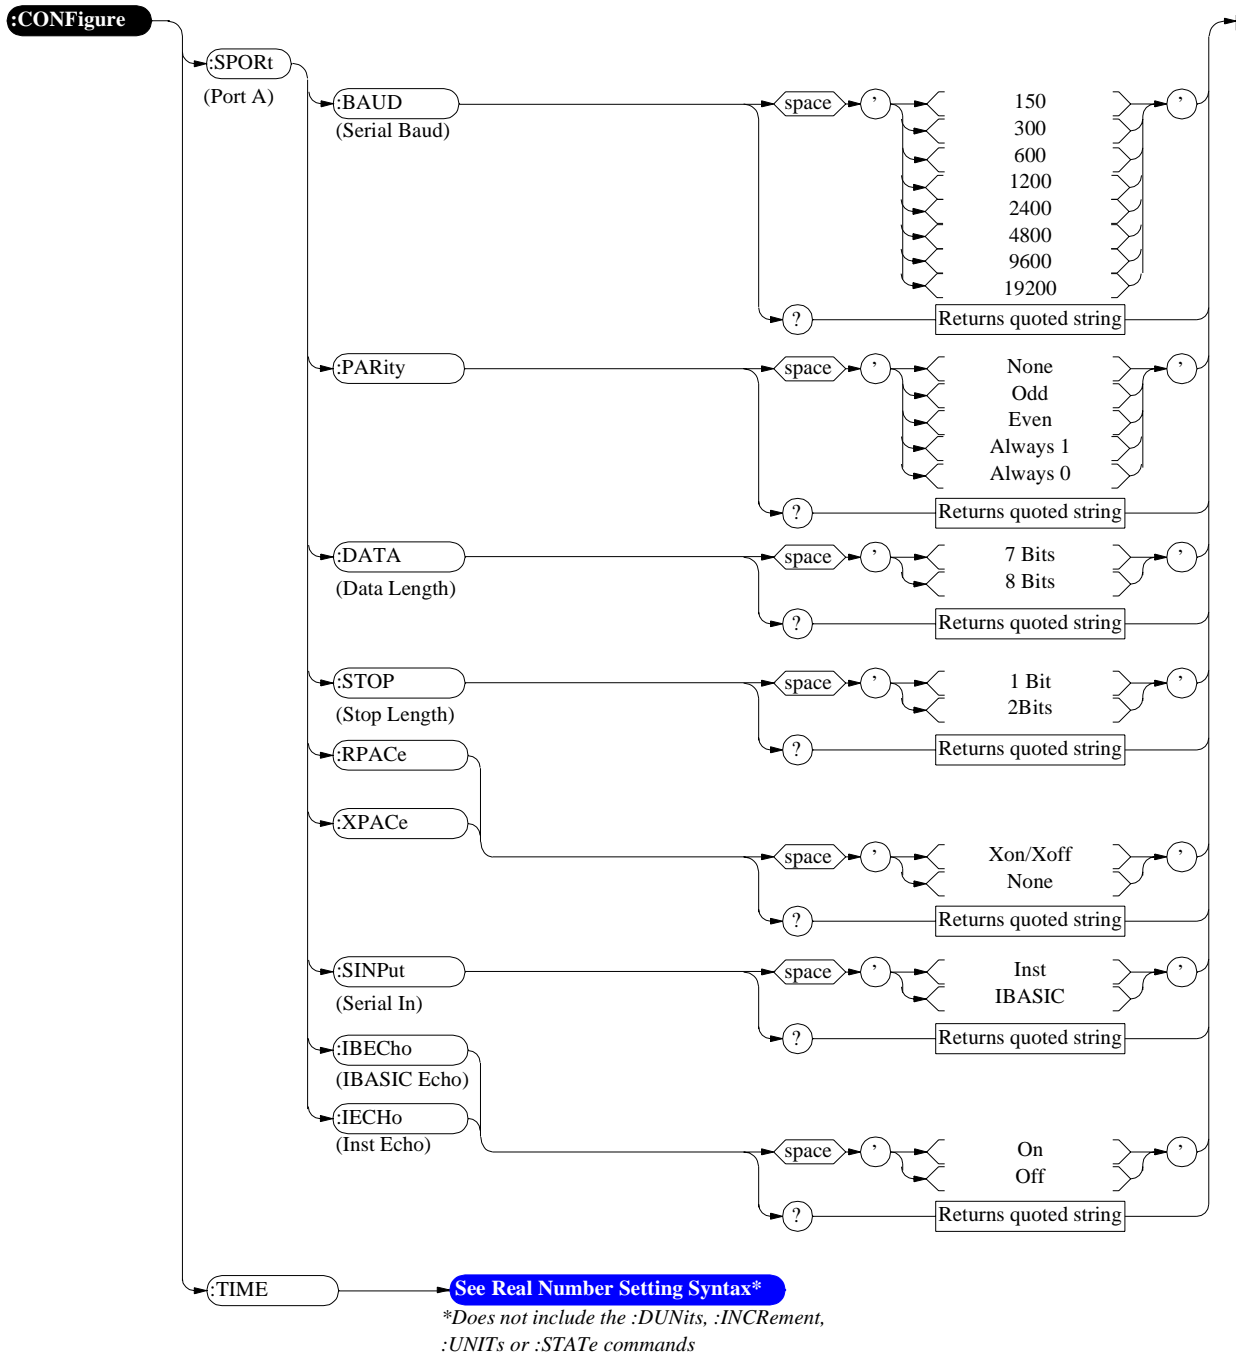 :CONFigure
:SPORt
(Port A)
:BAUD
(Serial Baud)
space
’
150
300
600
1200
2400
4800
9600
19200
’
?
Returns quoted string
:PARity
space
’
None
Odd
Even
Always 1
Always 0
’
?
Returns quoted string
:DATA
(Data Length)
space
’
7 Bits
8 Bits
’
?
Returns quoted string
:STOP
(Stop Length)
space
’
1 Bit
2Bits
’
?
Returns quoted string
:RPACe
:XPACe
space
’
Xon/Xoff
None
’
?
Returns quoted string
:SINPut
(Serial In)
space
’
Inst
IBASIC
’
?
Returns quoted string
:IBECho
(IBASIC Echo)
:IECHo
(Inst Echo)
space
’
On
Off
’
?
Returns quoted string
:TIME
See Real Number Setting Syntax*
*Does not include the :DUNits, :INCRement,
:UNITs or :STATe commands